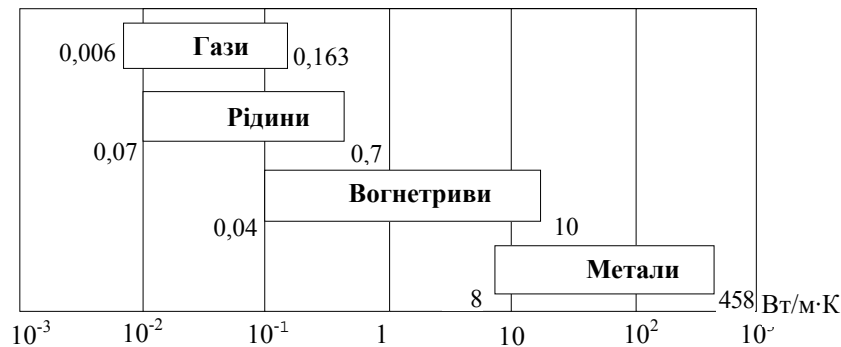 Гази
0,006 0,163
Рідини
0,07 0,7
Вогнетриви
0,04 10
Метали
8 458 Вт/м·К
10⁻³ 10⁻² 10⁻¹ 1 10 10²